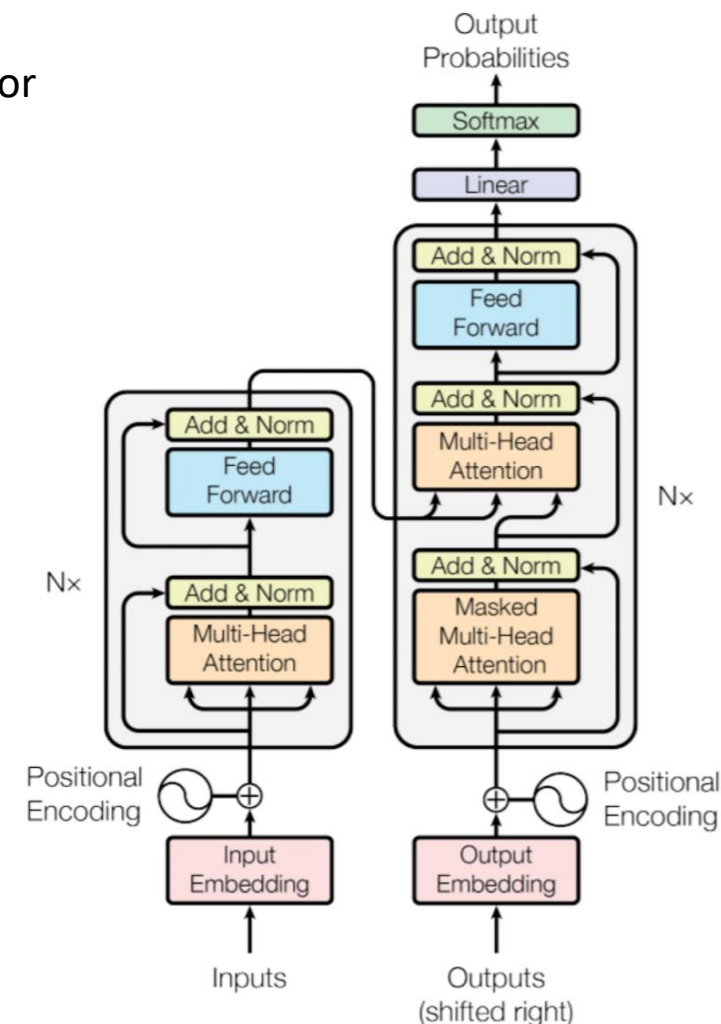 or
Output
Probabilities
Softmax
Linear
Add & Norm
Feed
Forward
Add & Norm
Multi-Head
Attention
Nx
Add & Norm
Masked
Multi-Head
Attention
Add & Norm
Feed
Forward
Nx
Add & Norm
Multi-Head
Attention
Positional
Encoding
Positional
Encoding
Input
Embedding
Output
Embedding
Inputs
Outputs
(shifted right)